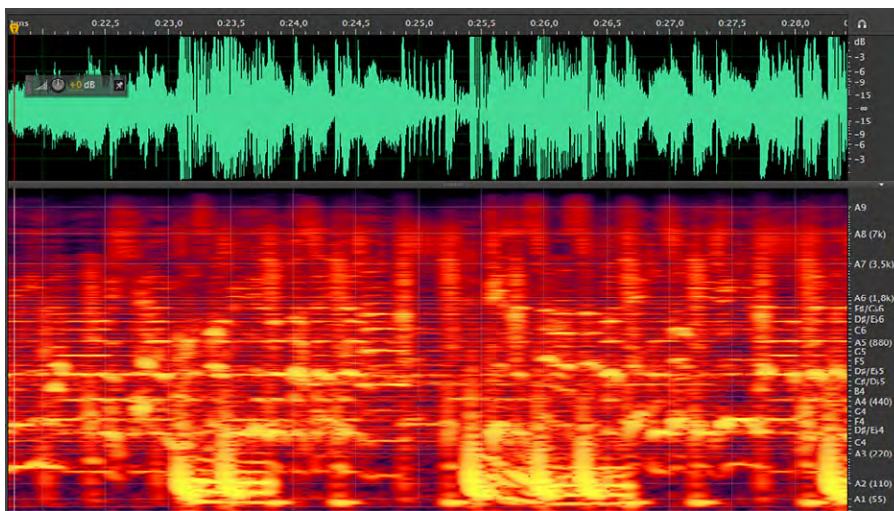 hms 0:22,5 0:23,0 0:23,5 0:24,0 0:24,5 0:25,0 0:25,5 0:26,0 0:26,5 0:27,0 0:27,5 0:28,0
dB
-3
-6
-9
-15
-∞
-15
-9
-6
-3
+0 dB
A9
A8 (7k)
A7 (3,5k)
A6 (1,8k)
F♯/G♭6
D♯/E♭6
C6
A5 (880)
G5
F5
D♯/E♭5
C♯/D♭5
B4
A4 (440)
G4
F4
D♯/E♭4
C4
A3 (220)
A2 (110)
A1 (55)